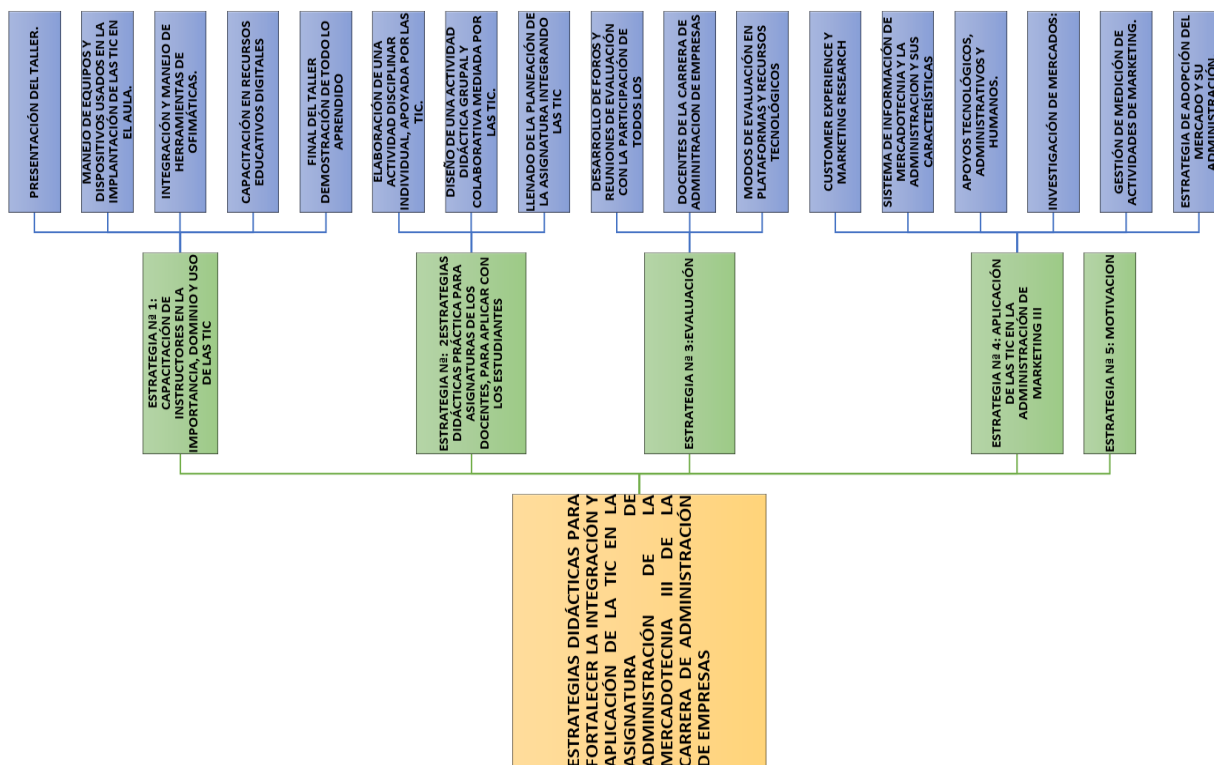 PRESENTACIÓN DEL TALLER.
MANEJO DE EQUIPOS Y
DISPOSITIVOS USADOS EN LA
IMPLANTACIÓN DE LAS TIC EN
EL AULA.
INTEGRACIÓN Y MANEJO DE
HERRAMIENTAS DE
OFIMÁTICAS.
CAPACITACIÓN EN RECURSOS
EDUCATIVOS DIGITALES
FINAL DEL TALLER
DEMOSTRACIÓN DE TODO LO
APRENDIDO
ELABORACIÓN DE UNA
ACTIVIDAD DISCIPLINAR
INDIVIDUAL, APOYADA POR LAS
TIC.
DISEÑO DE UNA ACTIVIDAD
DIDÁCTICA GRUPAL Y
COLABORATIVA MEDIADA POR
LAS TIC.
LLENADO DE LA PLANEACIÓN DE
LA ASIGNATURA INTEGRANDO
LAS TIC
DESARROLLO DE FOROS Y
REUNIONES DE EVALUACIÓN
CON LA PARTICIPACIÓN DE
TODOS LOS
DOCENTES DE LA CARRERA DE
ADMINITRACION DE EMPRESAS
MODOS DE EVALUACIÓN EN
PLATAFORMAS Y RECURSOS
TECNOLÓGICOS
CUSTOMER EXPERIENCE Y
MARKETING RESEARCH
SISTEMA DE INFORMACIÓN DE
MERCADOTECNIA Y LA
ADMINISTRACION Y SUS
CARACTERÍSTICAS
APOYOS TECNOLÓGICOS,
ADMINISTRATIVOS Y
HUMANOS.
INVESTIGACIÓN DE MERCADOS:
GESTIÓN DE MEDICIÓN DE
ACTIVIDADES DE MARKETING.
ESTRATEGIA DE ADOPCIÓN DEL
MERCADO Y SU
ADMINISTRACIÓN
ESTRATEGIA Nª 1:
CAPACITACIÓN DE
INSTRUCTORES EN LA
IMPORTANCIA, DOMINIO Y USO
DE LAS TIC
ESTRATEGIA Nª: 2ESTRATEGIAS
DIDÁCTICAS PRÁCTICA PARA
ASIGNATURAS DE LOS
DOCENTES, PARA APLICAR CON
LOS ESTUDIANTES
ESTRATEGIA Nª 3:EVALUACIÓN
ESTRATEGIA Nª 4: APLICACIÓN
DE LAS TIC EN LA
ADMINISTRACIÓN DE
MARKETING III
ESTRATEGIA Nª 5: MOTIVACION
ESTRATEGIAS DIDÁCTICAS PARA
FORTALECER LA INTEGRACIÓN Y
APLICACIÓN DE LA TIC EN LA
ASIGNATURA DE
ADMINISTRACIÓN DE LA
MERCADOTECNIA III DE LA
CARRERA DE ADMINISTRACIÓN
DE EMPRESAS